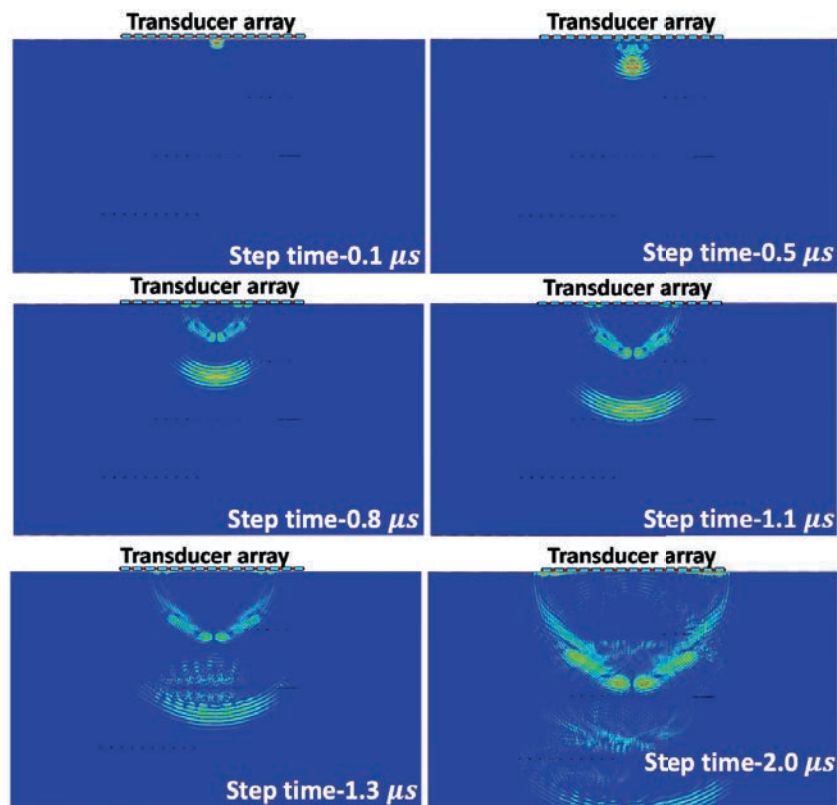 Transducer array
Step time-0.1 μs
Transducer array
Step time-0.5 μs
Transducer array
Step time-0.8 μs
Transducer array
Step time-1.1 μs
Transducer array
Step time-1.3 μs
Transducer array
Step time-2.0 μs